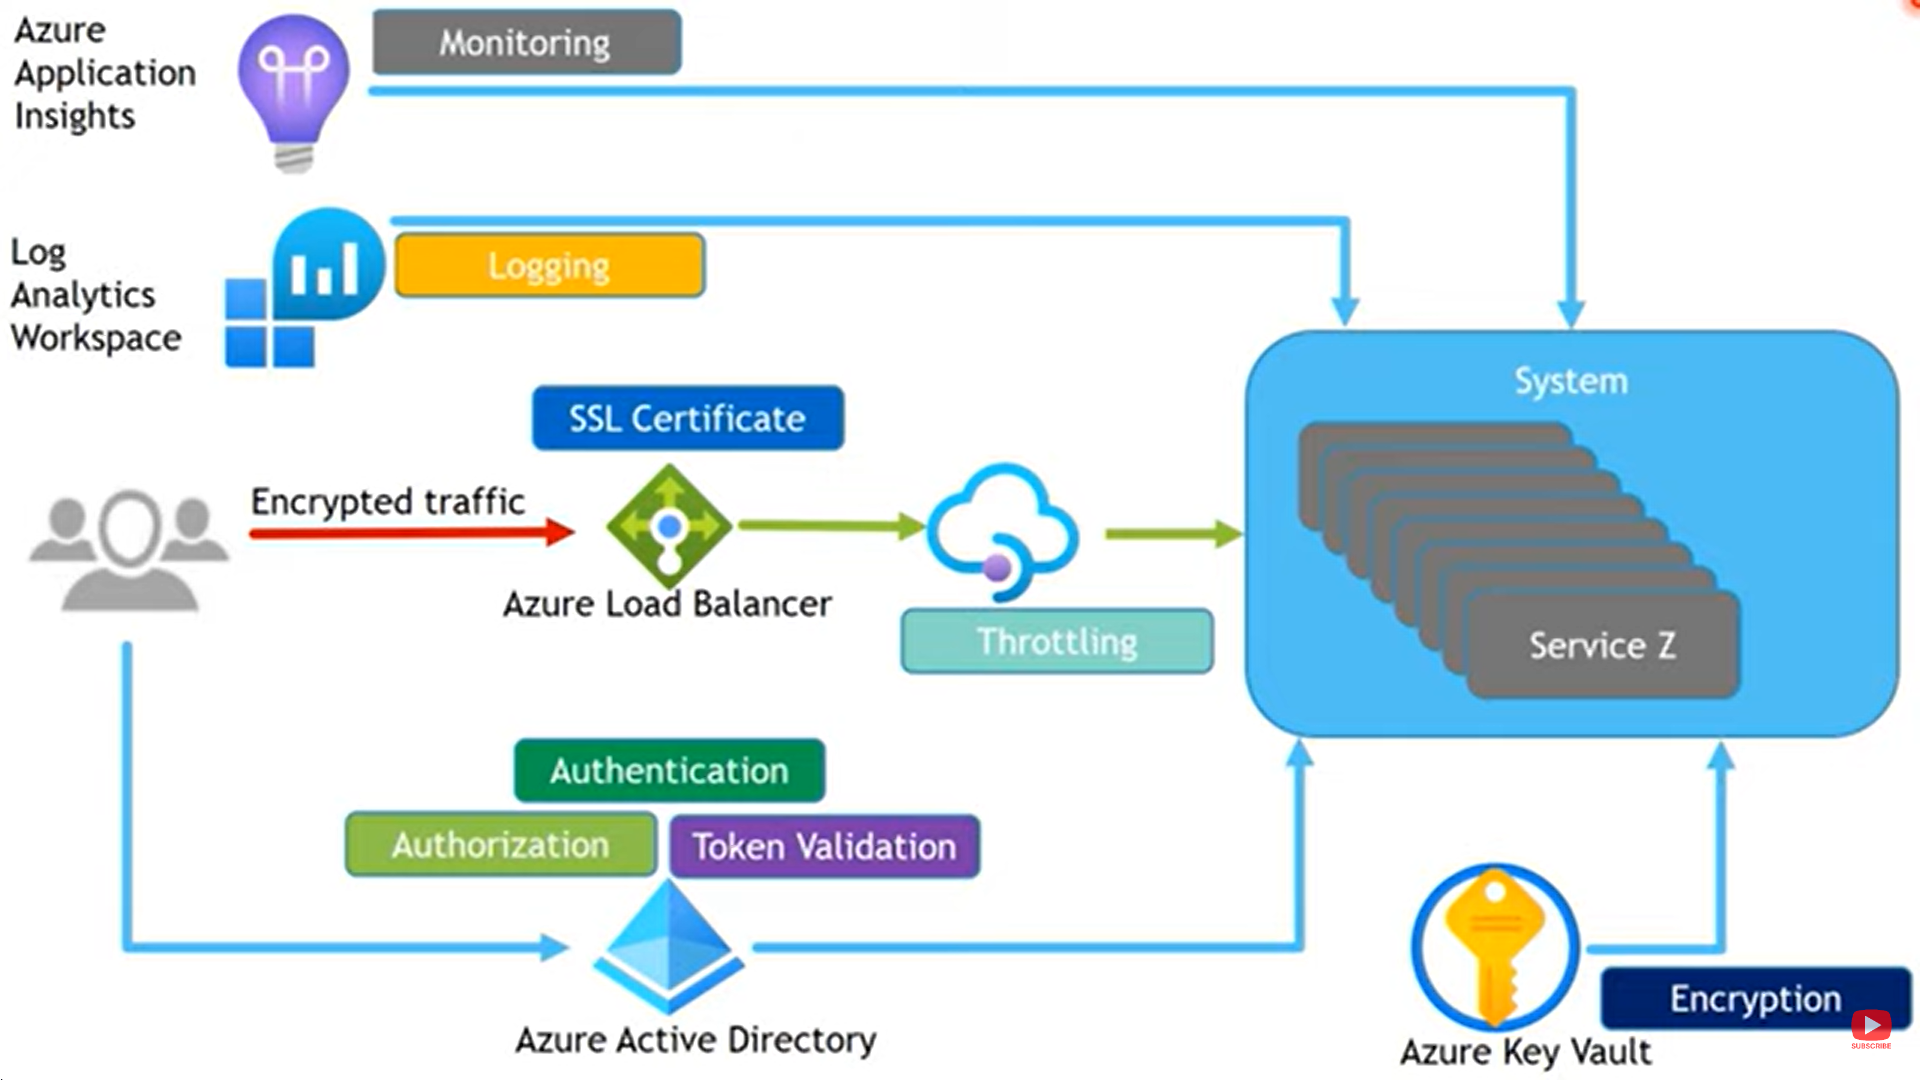 Azure
Application
Insights
Monitoring
Log
Analytics
Workspace
Logging
System
SSL Certificate
Encrypted traffic
Azure Load Balancer
Throttling
Service Z
Authentication
Authorization
Token Validation
Azure Active Directory
Encryption
Azure Key Vault
SUBSCRIBE